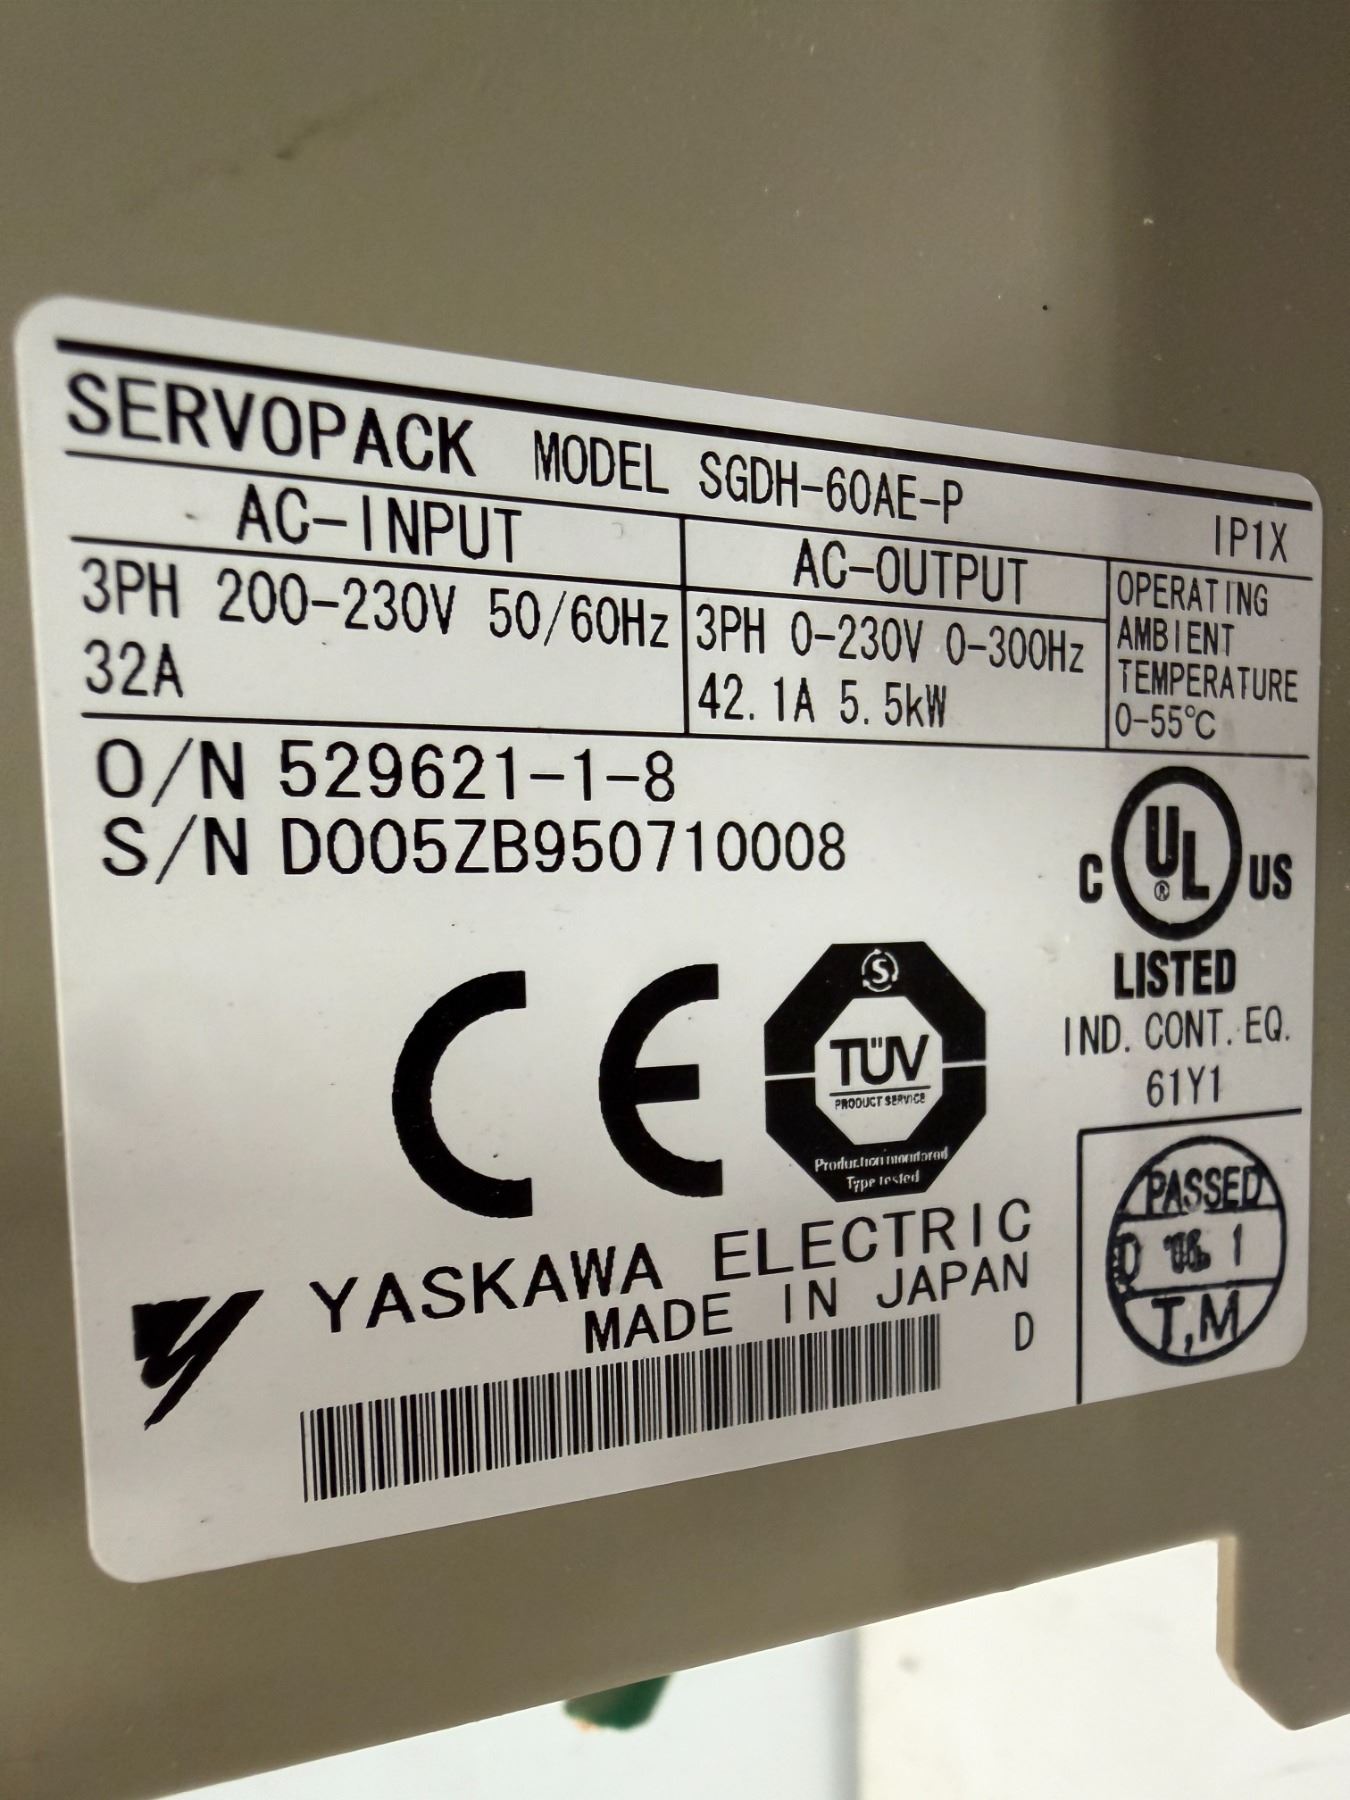 SERVOPACK MODEL SGDH-60AE-P IP1X
AC-INPUT
3PH 200-230V 50/60Hz
32A
AC-OUTPUT
3PH 0-230V 0-300Hz
42.1A 5.5kW
OPERATING
AMBIENT
TEMPERATURE
0-55℃
O/N 529621-1-8
S/N D005ZB950710008
C UL ® US
LISTED
IND. CONT. EQ.
61Y1
CE
S
TÜV
PRODUCT SERVICE
Production monitored
Type tested
YASKAWA ELECTRIC
MADE IN JAPAN
D
PASSED
T,M